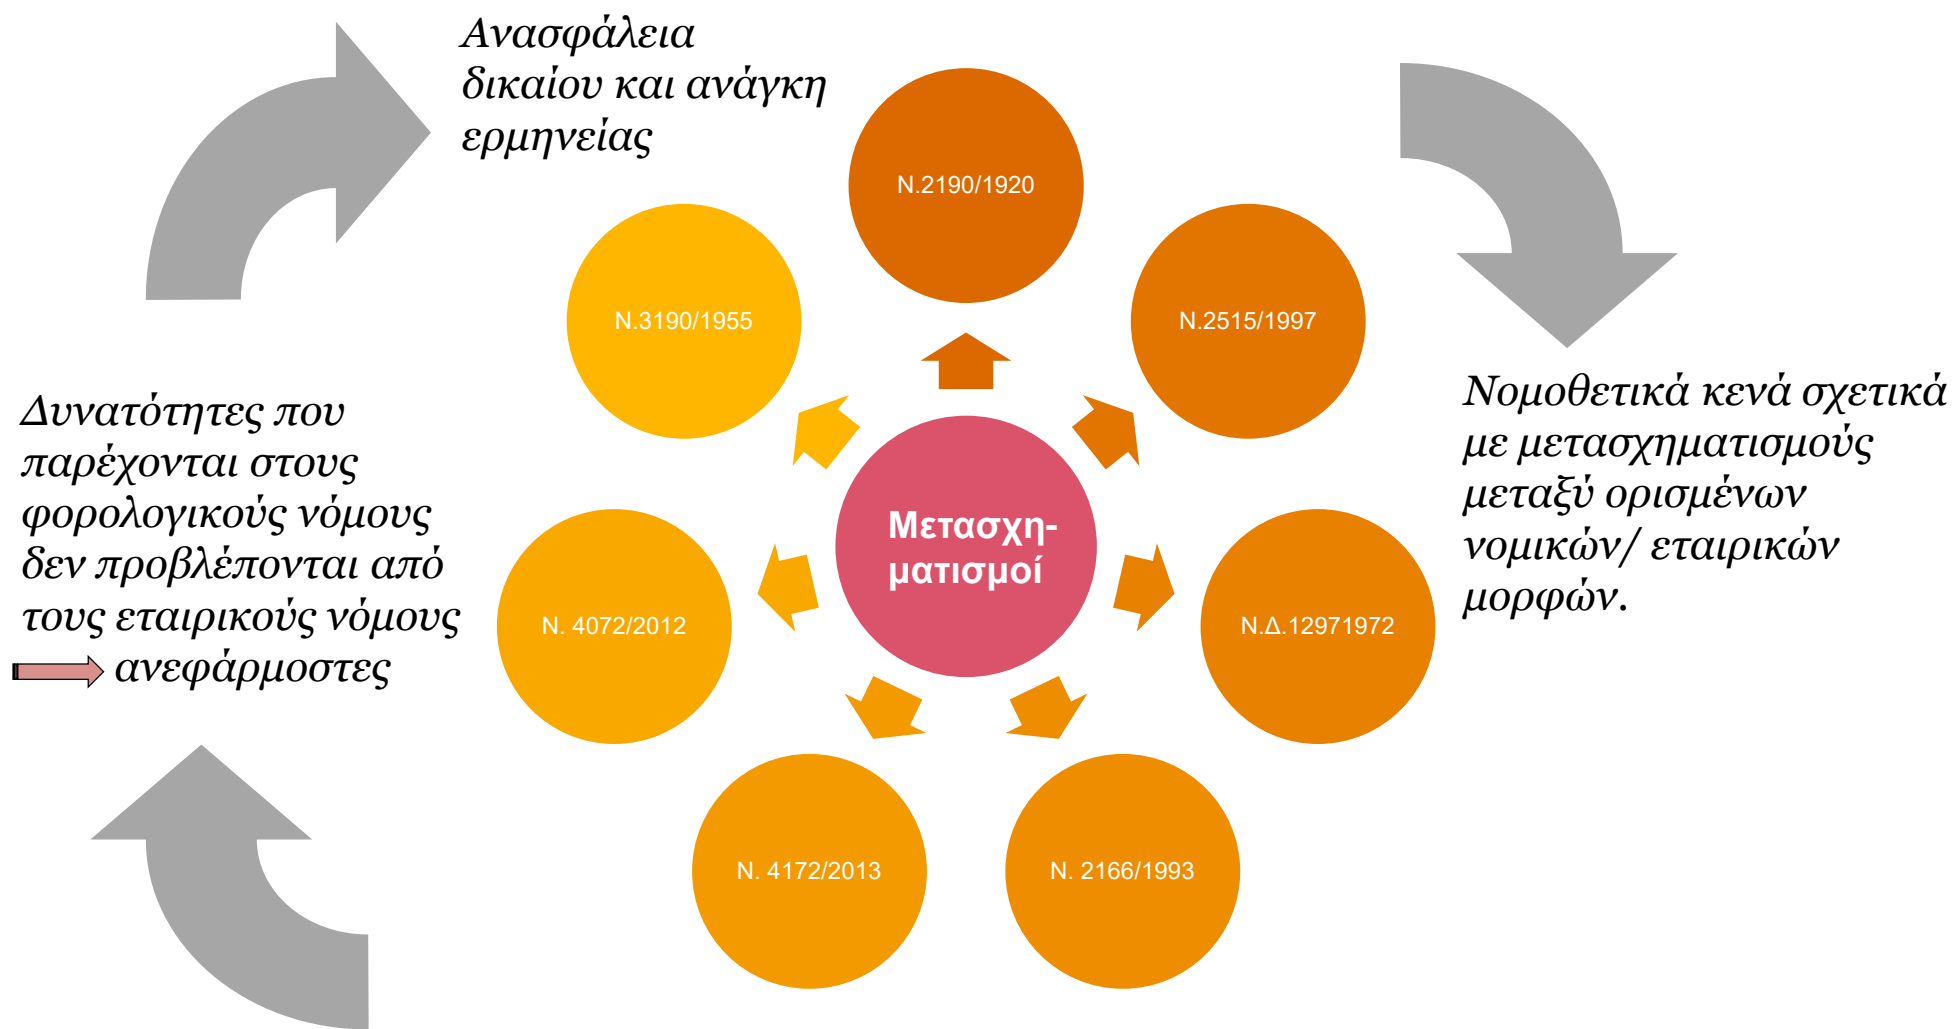 Ανασφάλεια
δικαίου και ανάγκη
ερμηνείας
Ν.2190/1920
Ν.3190/1955
Ν.2515/1997
Νομοθετικά κενά σχετικά
με μετασχηματισμούς
μεταξύ ορισμένων
νομικών/ εταιρικών
μορφών.
Δυνατότητες που
παρέχονται στους
φορολογικούς νόμους
δεν προβλέπονται από
τους εταιρικούς νόμους
ανεφάρμοστες
Μετασχη-
ματισμοί
Ν. 4072/2012
Ν.Δ.12971972
Ν. 4172/2013
Ν. 2166/1993